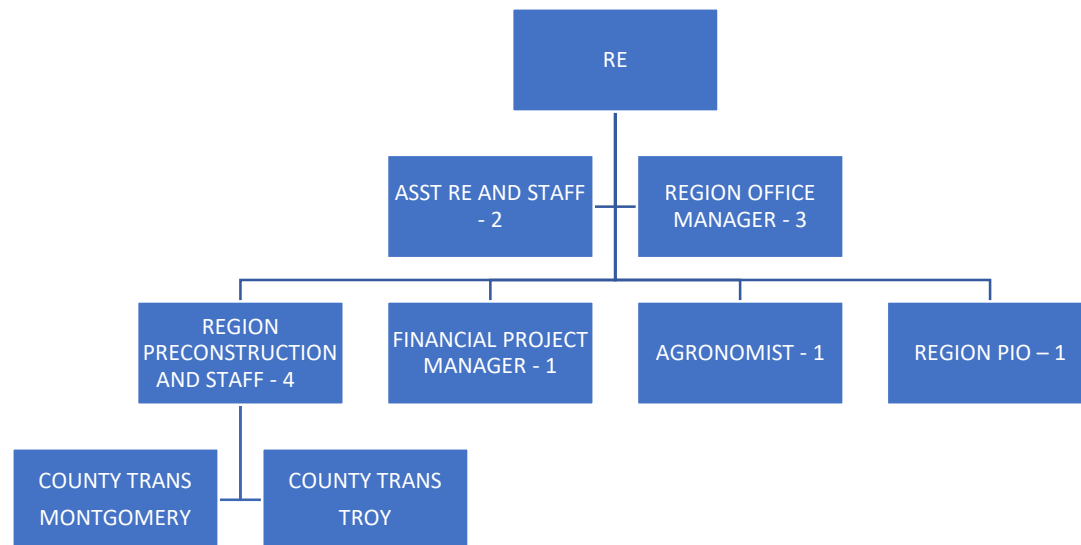 RE
ASST RE AND STAFF
- 2
REGION OFFICE
MANAGER - 3
REGION
PRECONSTRUCTION
AND STAFF - 4
FINANCIAL PROJECT
MANAGER - 1
AGRONOMIST - 1
REGION PIO – 1
COUNTY TRANS
MONTGOMERY
COUNTY TRANS
TROY